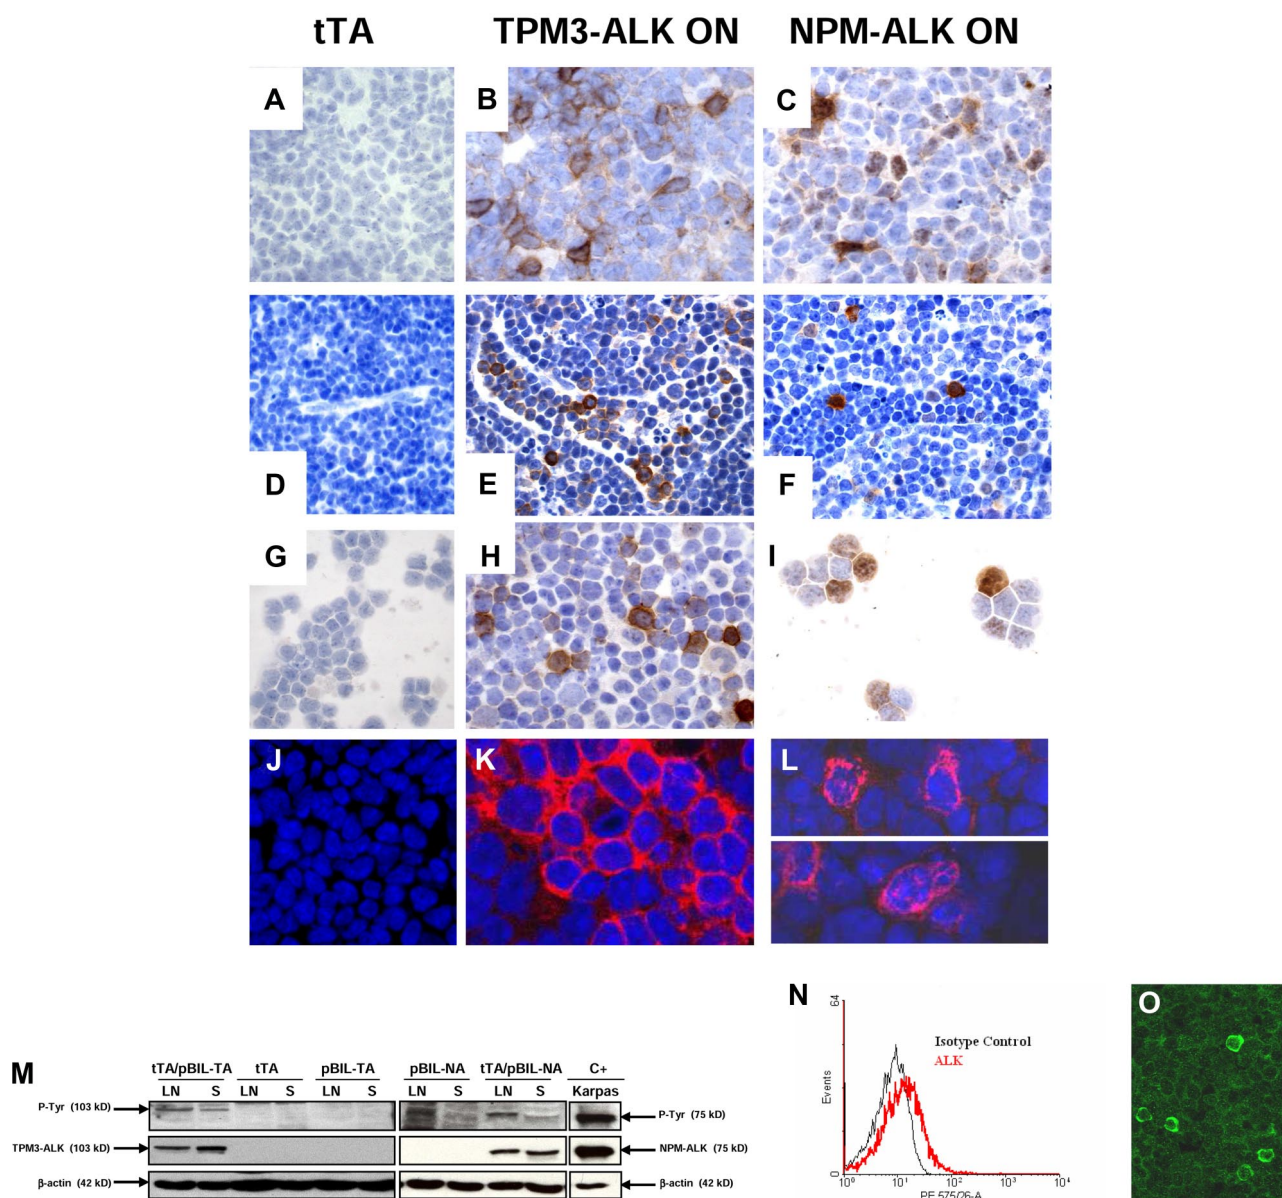 tTA TPM3-ALK ON NPM-ALK ON
A B C
D E F
G H I
J K L
M
tTA/pBIL-TA tTA pBIL-TA pBIL-NA tTA/pBIL-NA C+
LN S LN S LN S LN S LN S Karpas
P-Tyr (103 kD) P-Tyr (75 kD)
TPM3-ALK (103 kD) NPM-ALK (75 kD)
β-actin (42 kD) β-actin (42 kD)
N
64
Isotype Control
ALK
Events
0
10⁰ 10¹ 10² 10³ 10⁴
PE 575/26-A
O